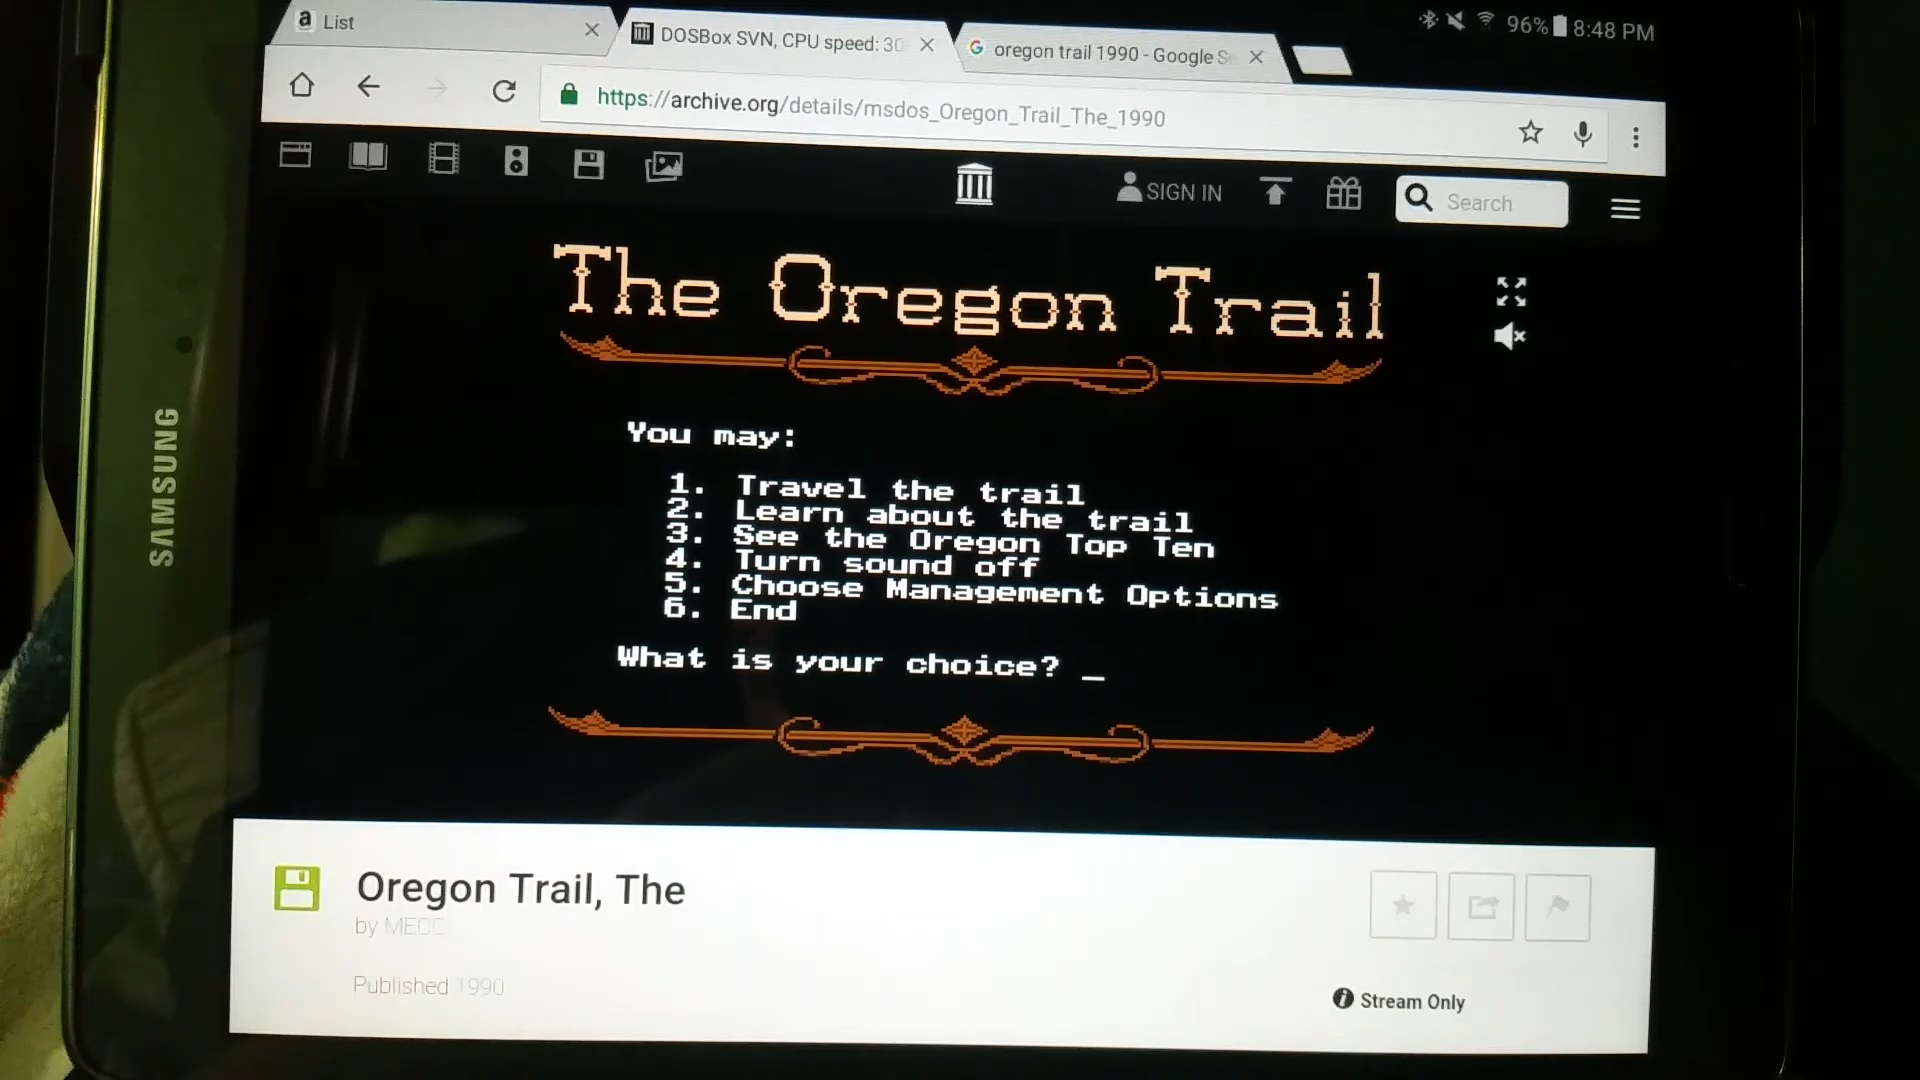 List
DOSBox SVN, CPU speed: 30
oregon trail 1990 - Google Se
96% 8:48 PM
https://archive.org/details/msdos_Oregon_Trail_The_1990
SIGN IN
Search
The Oregon Trail
You may:
1. Travel the trail
2. Learn about the trail
3. See the Oregon Top Ten
4. Turn sound off
5. Choose Management Options
6. End
What is your choice? _
SAMSUNG
Oregon Trail, The
by MECC
Published 1990
Stream Only